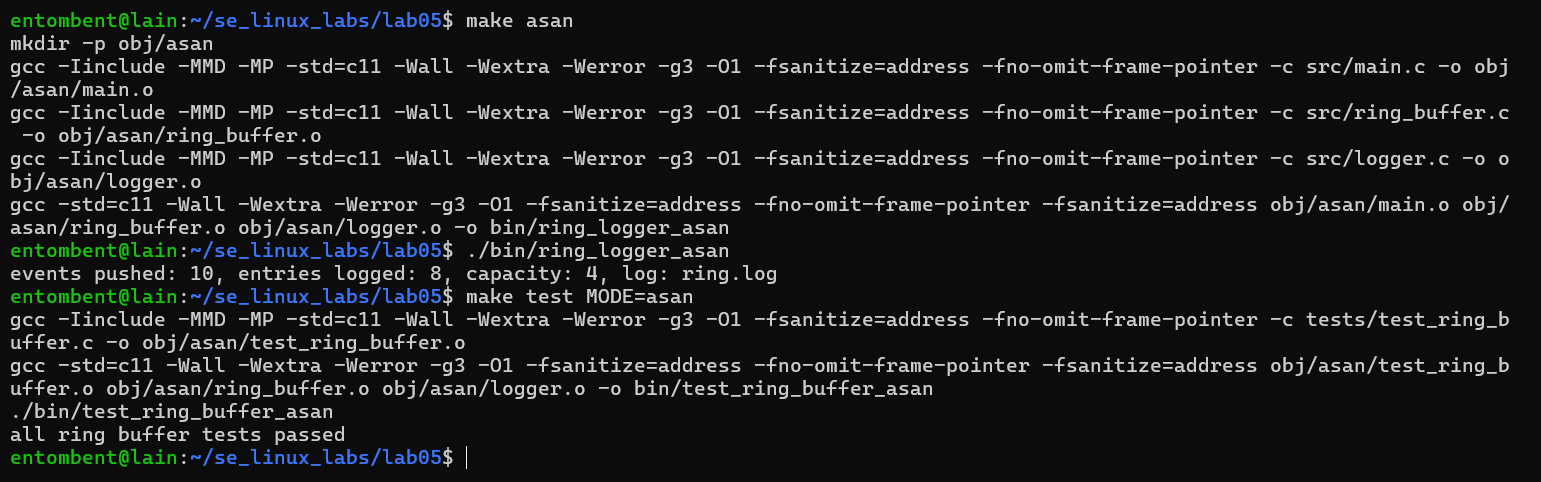 entombent@lain:~/se_linux_labs/lab05$ make asan
mkdir -p obj/asan
gcc -Iinclude -MMD -MP -std=c11 -Wall -Wextra -Werror -g3 -O1 -fsanitize=address -fno-omit-frame-pointer -c src/main.c -o obj
/asan/main.o
gcc -Iinclude -MMD -MP -std=c11 -Wall -Wextra -Werror -g3 -O1 -fsanitize=address -fno-omit-frame-pointer -c src/ring_buffer.c
 -o obj/asan/ring_buffer.o
gcc -Iinclude -MMD -MP -std=c11 -Wall -Wextra -Werror -g3 -O1 -fsanitize=address -fno-omit-frame-pointer -c src/logger.c -o o
bj/asan/logger.o
gcc -std=c11 -Wall -Wextra -Werror -g3 -O1 -fsanitize=address -fno-omit-frame-pointer -fsanitize=address obj/asan/main.o obj/
asan/ring_buffer.o obj/asan/logger.o -o bin/ring_logger_asan
entombent@lain:~/se_linux_labs/lab05$ ./bin/ring_logger_asan
events pushed: 10, entries logged: 8, capacity: 4, log: ring.log
entombent@lain:~/se_linux_labs/lab05$ make test MODE=asan
gcc -Iinclude -MMD -MP -std=c11 -Wall -Wextra -Werror -g3 -O1 -fsanitize=address -fno-omit-frame-pointer -c tests/test_ring_b
uffer.c -o obj/asan/test_ring_buffer.o
gcc -std=c11 -Wall -Wextra -Werror -g3 -O1 -fsanitize=address -fno-omit-frame-pointer -fsanitize=address obj/asan/test_ring_b
uffer.o obj/asan/ring_buffer.o obj/asan/logger.o -o bin/test_ring_buffer_asan
./bin/test_ring_buffer_asan
all ring buffer tests passed
entombent@lain:~/se_linux_labs/lab05$